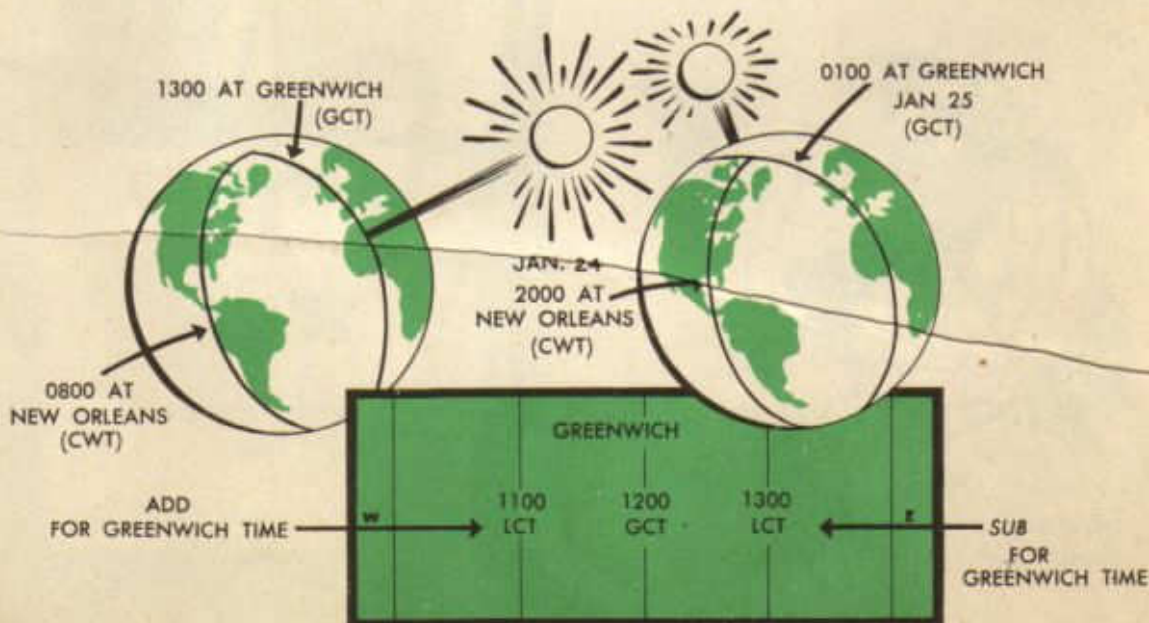 1300 AT GREENWICH
(GCT)
0100 AT GREENWICH
JAN 25
(GCT)
JAN. 24
2000 AT
NEW ORLEANS
(CWT)
0800 AT
NEW ORLEANS
(CWT)
GREENWICH
ADD
FOR GREENWICH TIME
W
1100
LCT
1200
GCT
1300
LCT
E
SUB
FOR
GREENWICH TIME